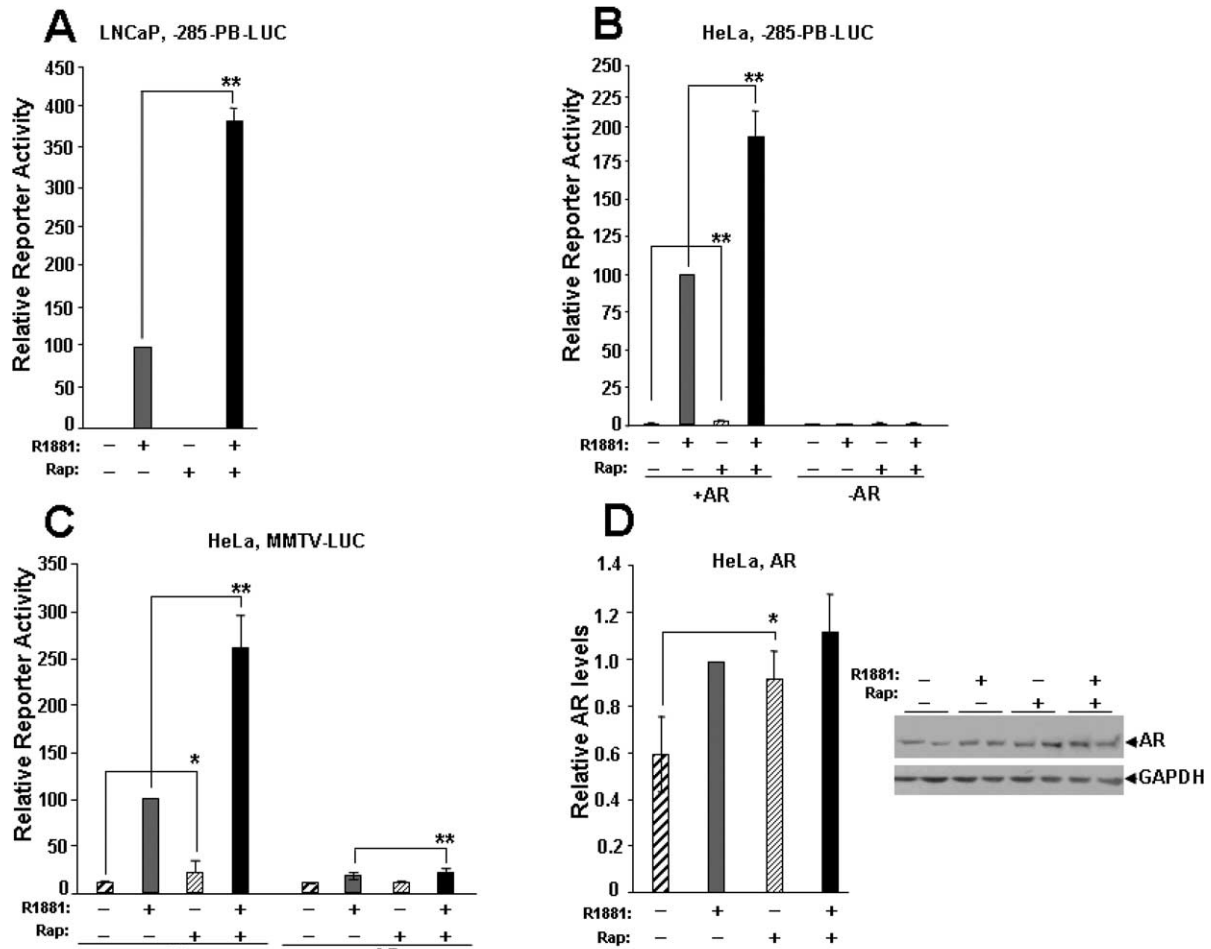 A
LNCaP, -285-PB-LUC
Relative Reporter Activity
450
400
350
300
250
200
150
100
50
0
**
R1881: – + – +
Rap: – – + +
B
HeLa, -285-PB-LUC
Relative Reporter Activity
250
225
200
175
150
125
100
75
50
25
0
**
**
R1881: – + – + – + – +
Rap: – – + + – – + +
+AR -AR
C
HeLa, MMTV-LUC
Relative Reporter Activity
350
300
250
200
150
100
50
0
*
**
**
R1881: – + – + – + – +
Rap: – – + + – – + +
D
HeLa, AR
Relative AR levels
1.4
1.2
1.0
0.8
0.6
0.4
0.2
0
*
R1881: – + – +
Rap: – – + +
R1881: – + – +
Rap: – – + +
AR
GAPDH